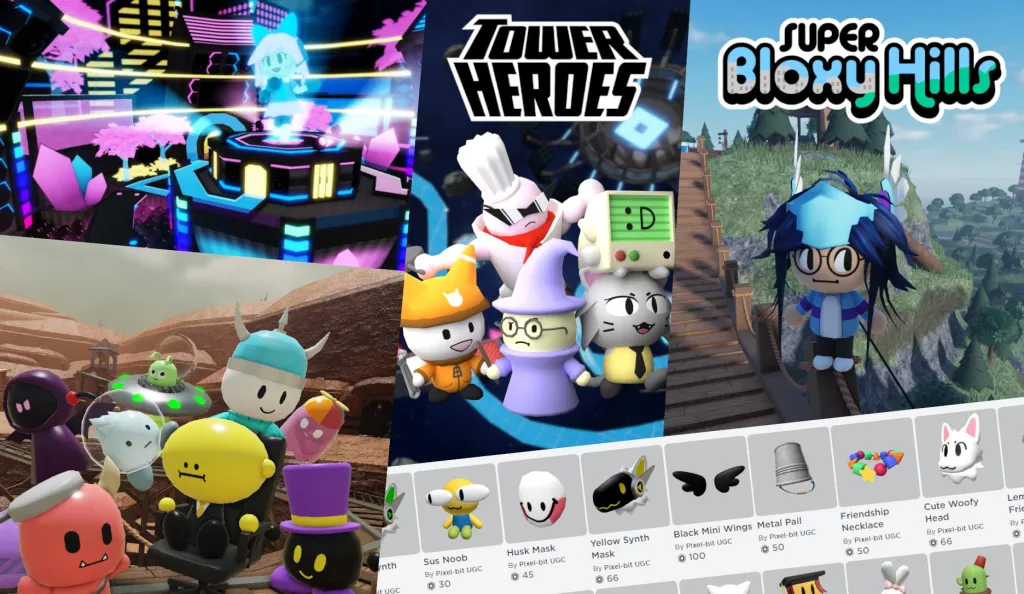 TOWER
HEROES
SUPER
Bloxy Hills
:D
Sus Noob
By Pixel-bit UGC
30
Husk Mask
By Pixel-bit UGC
45
Yellow Synth
Mask
By Pixel-bit UGC
66
Black Mini Wings
By Pixel-bit UGC
100
Metal Pail
By Pixel-bit UGC
50
Friendship
Necklace
By Pixel-bit UGC
50
Cute Woofy
Head
By Pixel-bit UGC
66